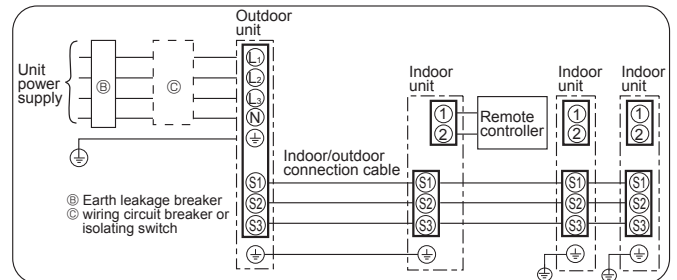 Outdoor
unit
Unit
power
supply
Ⓑ
Ⓒ
L1
L2
L3
N
S1
S2
S3
Indoor/outdoor
connection cable
Indoor
unit
1
2
Remote
controller
S1
S2
S3
Indoor
unit
1
2
S1
S2
S3
Indoor
unit
1
2
S1
S2
S3
Ⓑ Earth leakage breaker
Ⓒ wiring circuit breaker or
isolating switch